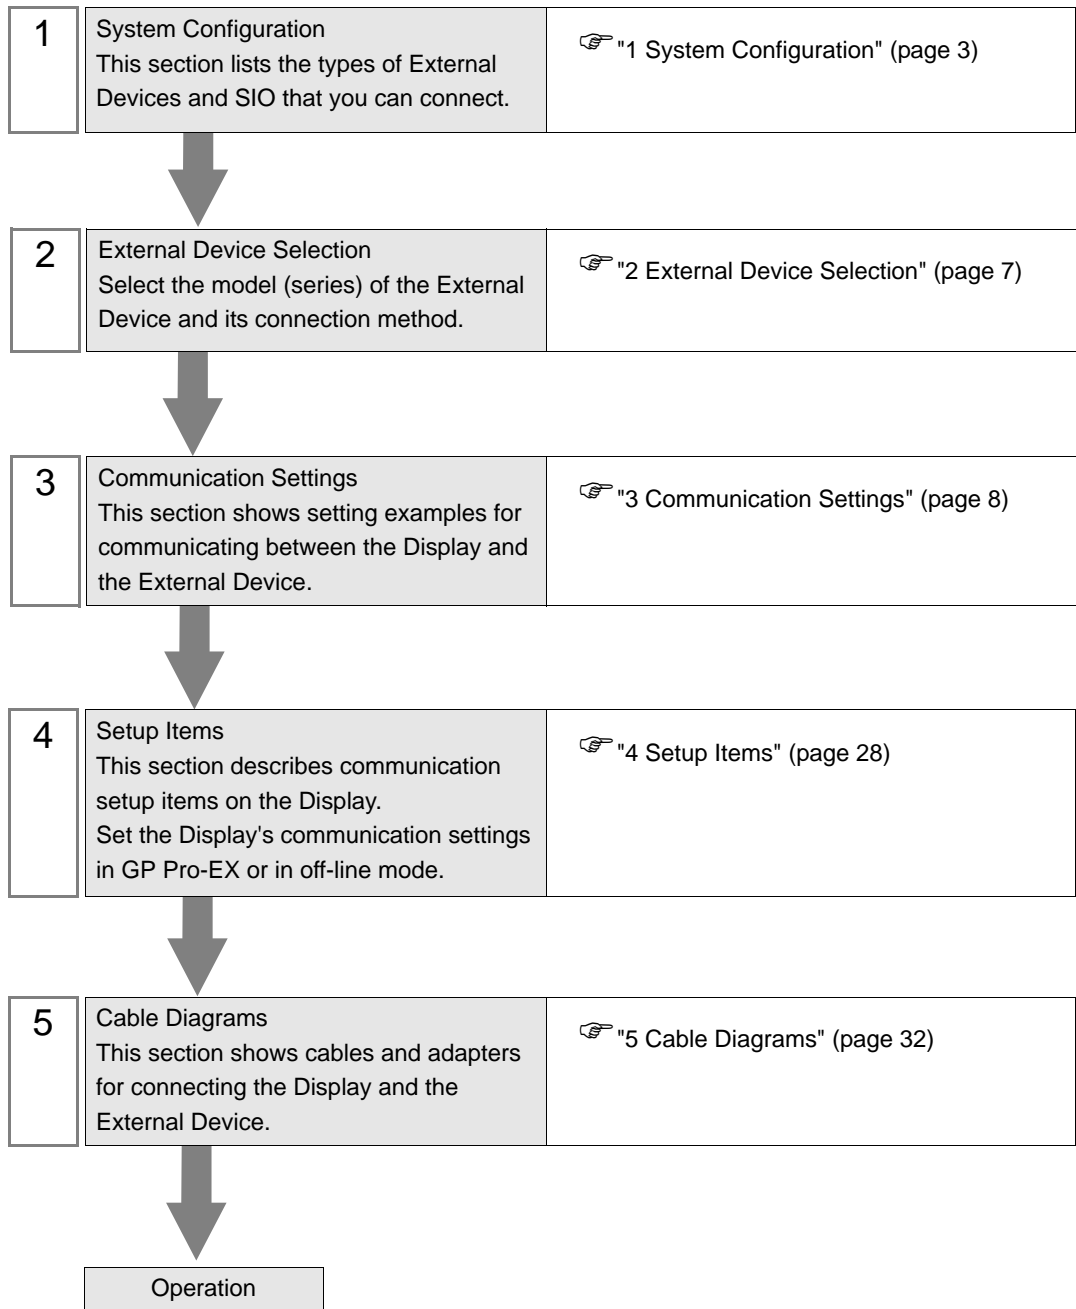 1
System Configuration
This section lists the types of External
Devices and SIO that you can connect.
"1 System Configuration" (page 3)
2
External Device Selection
Select the model (series) of the External
Device and its connection method.
"2 External Device Selection" (page 7)
3
Communication Settings
This section shows setting examples for
communicating between the Display and
the External Device.
"3 Communication Settings" (page 8)
4
Setup Items
This section describes communication
setup items on the Display.
Set the Display's communication settings
in GP Pro-EX or in off-line mode.
"4 Setup Items" (page 28)
5
Cable Diagrams
This section shows cables and adapters
for connecting the Display and the
External Device.
"5 Cable Diagrams" (page 32)
Operation